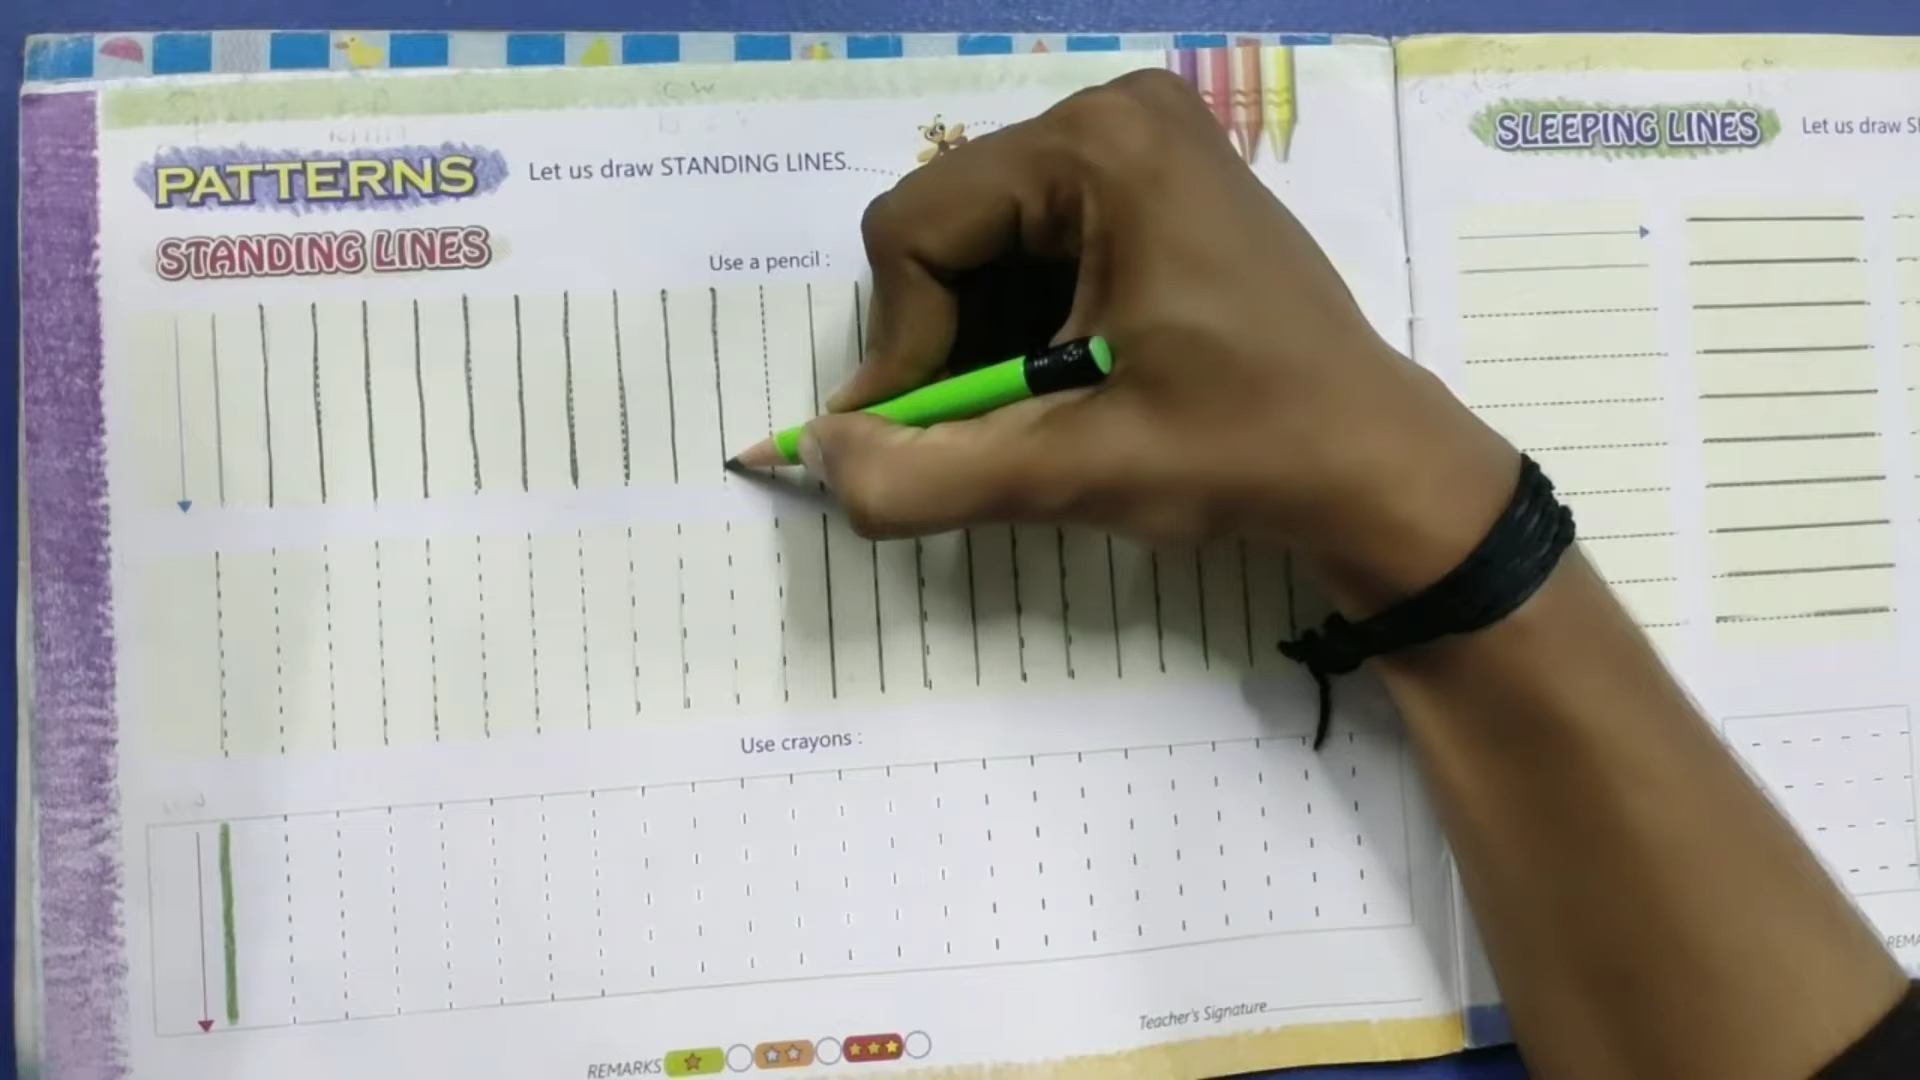 PATTERNS
Let us draw STANDING LINES
STANDING LINES
Use a pencil :
Use crayons :
Teacher's Signature
REMARKS
SLEEPING LINES
Let us draw